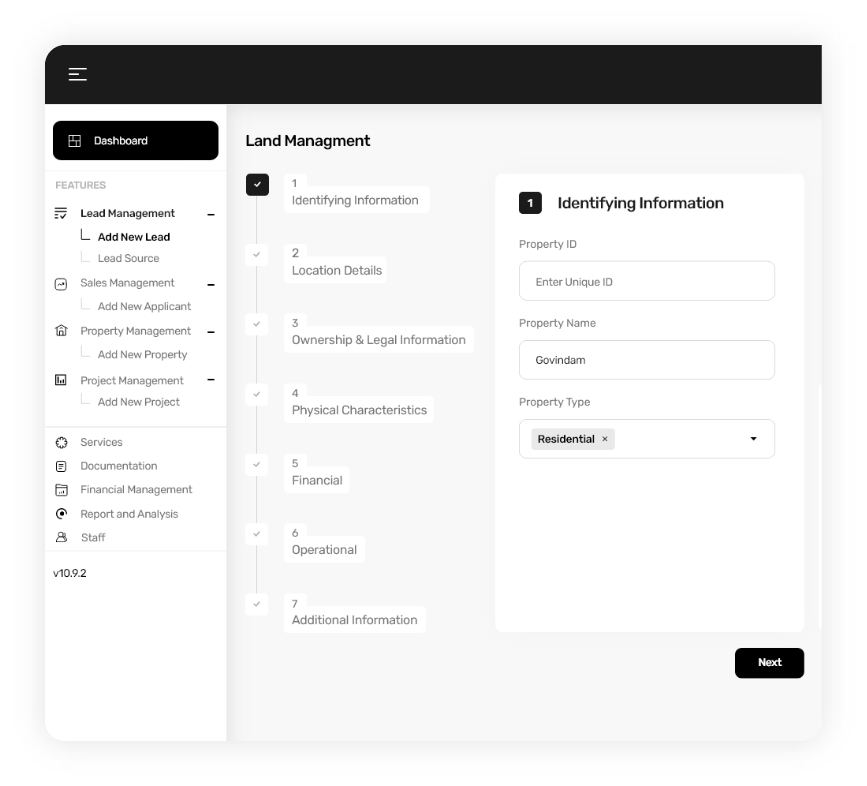 Dashboard
FEATURES
Lead Management
Add New Lead
Lead Source
Sales Management
Add New Applicant
Property Management
Add New Property
Project Management
Add New Project
Services
Documentation
Financial Management
Report and Analysis
Staff
v10.9.2
Land Managment
1
Identifying Information
2
Location Details
3
Ownership & Legal Information
4
Physical Characteristics
5
Financial
6
Operational
7
Additional Information
1 Identifying Information
Property ID
Enter Unique ID
Property Name
Govindam
Property Type
Residential ×
Next